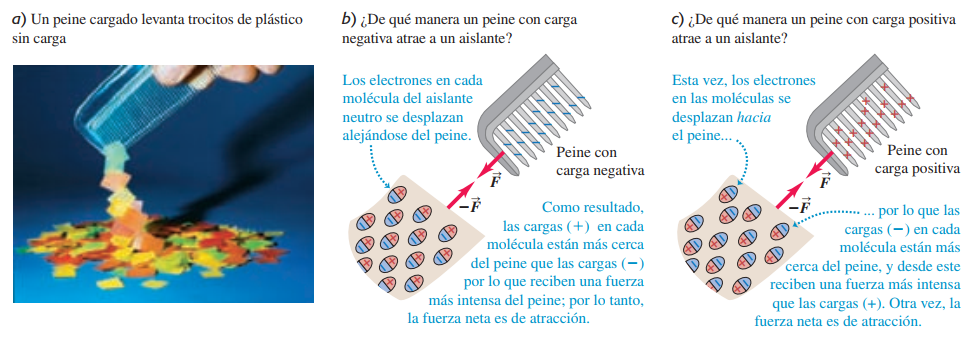 a) Un peine cargado levanta trocitos de plástico
sin carga
b) ¿De qué manera un peine con carga
negativa atrae a un aislante?
Los electrones en cada
molécula del aislante
neutro se desplazan
alejándose del peine.
Peine con
carga negativa
F
−F
Como resultado,
las cargas (+) en cada
molécula están más cerca
del peine que las cargas (−)
por lo que reciben una fuerza
más intensa del peine; por lo tanto,
la fuerza neta es de atracción.
c) ¿De qué manera un peine con carga positiva
atrae a un aislante?
Esta vez, los electrones
en las moléculas se
desplazan hacia
el peine...
Peine con
carga positiva
F
−F
... por lo que las
cargas (−) en cada
molécula están más
cerca del peine, y desde este
reciben una fuerza más intensa
que las cargas (+). Otra vez, la
fuerza neta es de atracción.